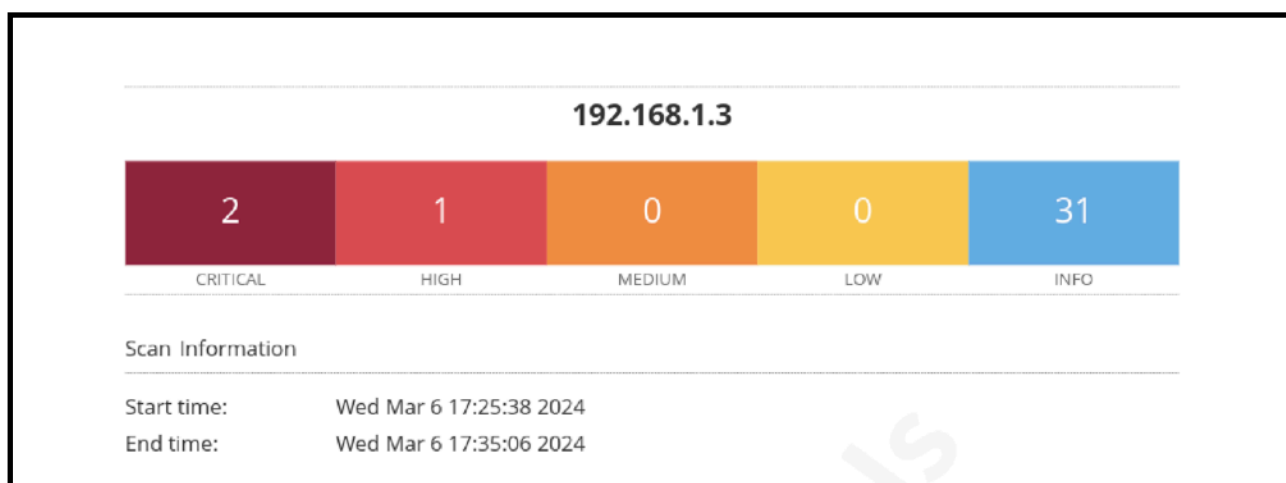 192.168.1.3
2 1 0 0 31
CRITICAL HIGH MEDIUM LOW INFO
Scan Information
Start time: Wed Mar 6 17:25:38 2024
End time: Wed Mar 6 17:35:06 2024